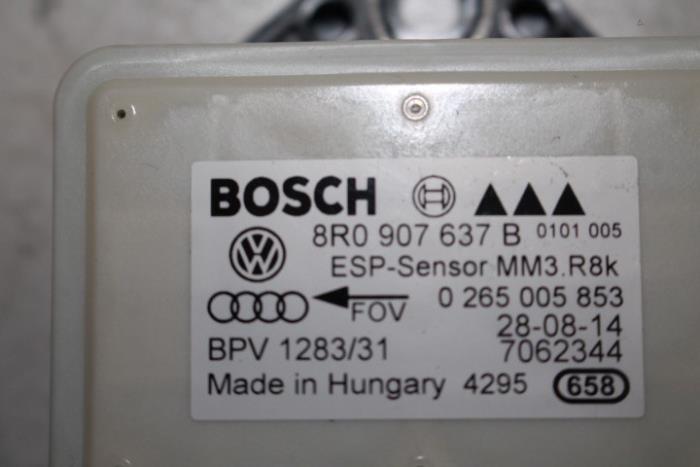 BOSCH
8R0 907 637 B 0101 005
ESP-Sensor MM3.R8k
FOV 0 265 005 853
28-08-14
BPV 1283/31 7062344
Made in Hungary 4295 658